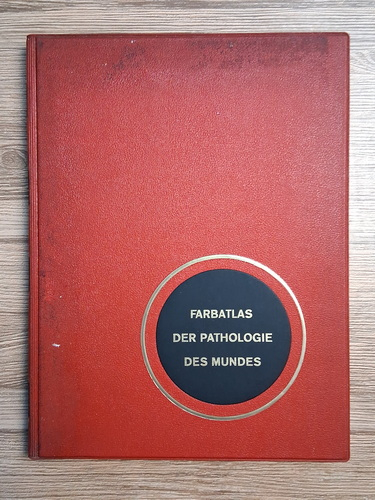 FARBATLAS
DER PATHOLOGIE
DES MUNDES